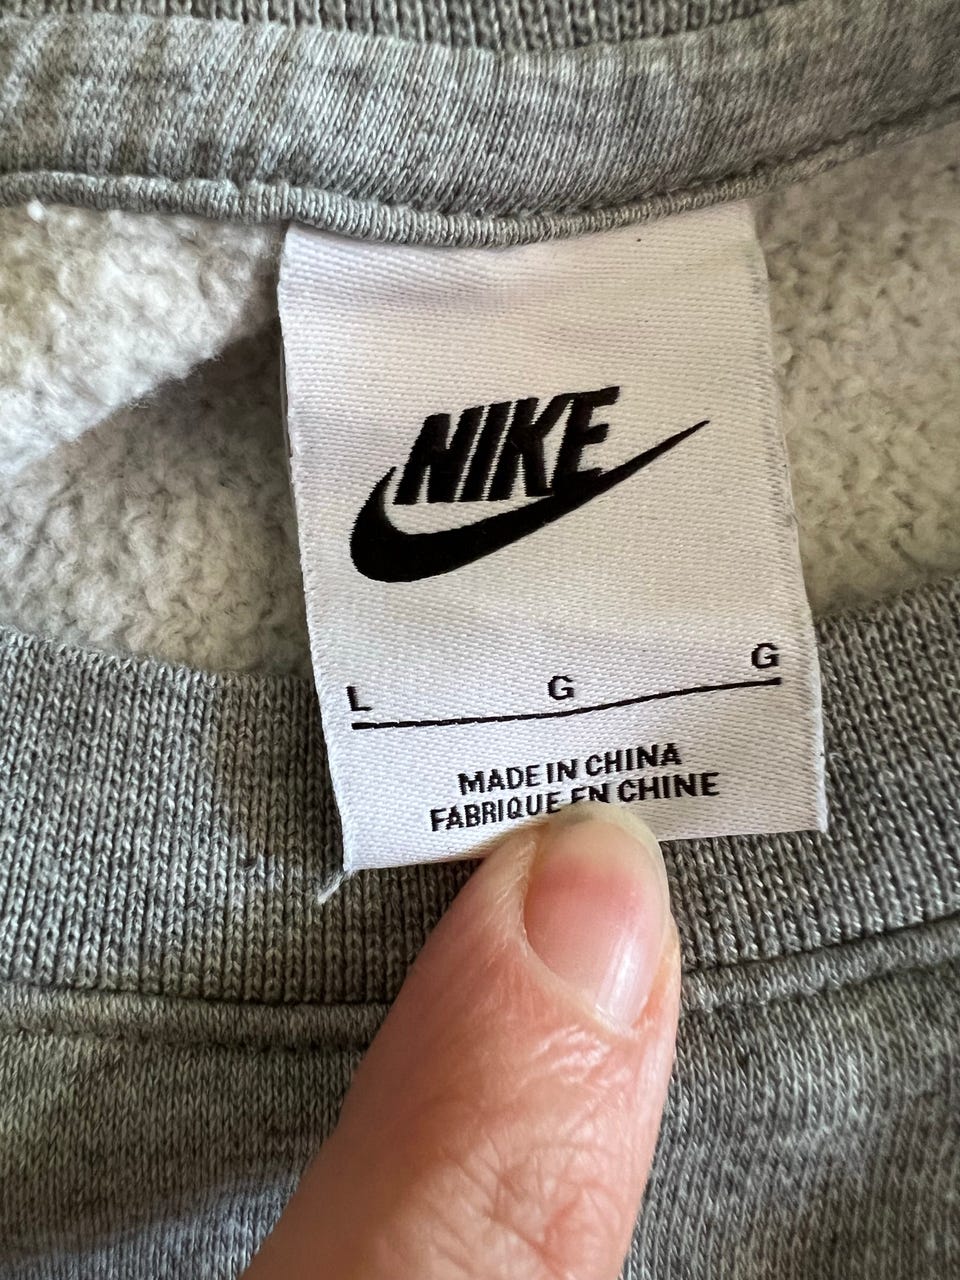 NIKE
L G G
MADE IN CHINA
FABRIQUE EN CHINE